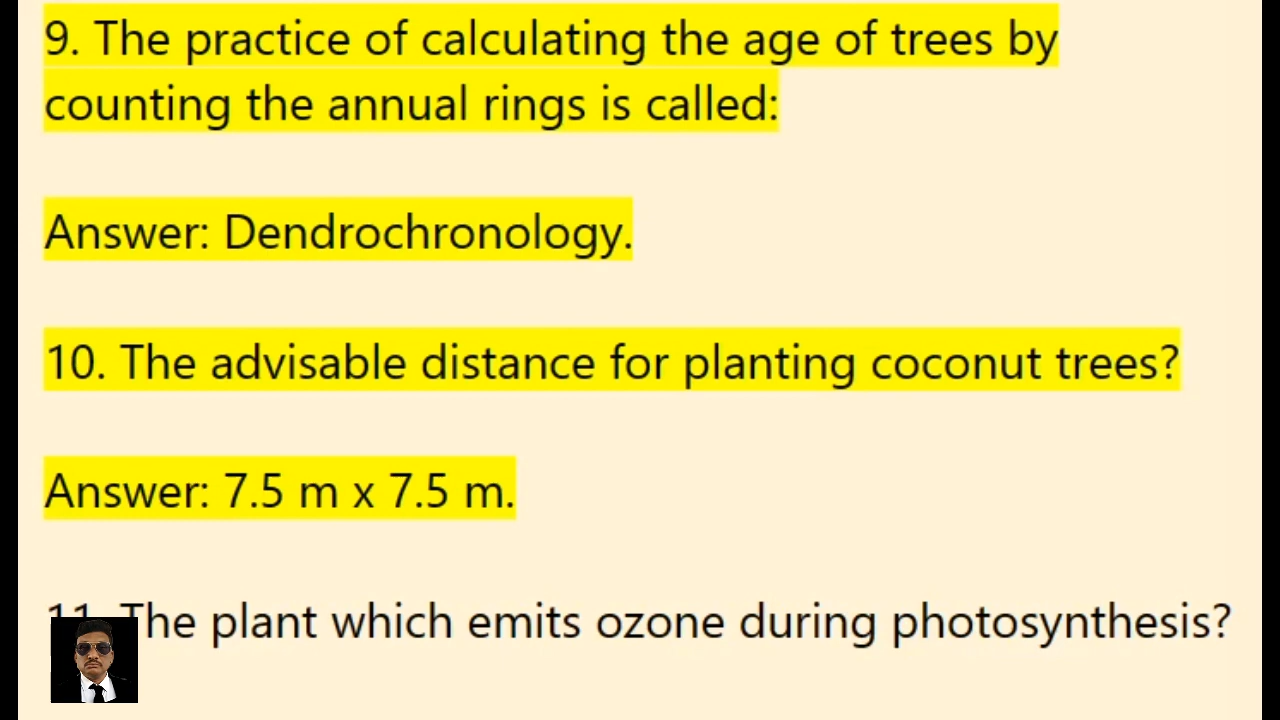 9. The practice of calculating the age of trees by
counting the annual rings is called:
Answer: Dendrochronology.
10. The advisable distance for planting coconut trees?
Answer: 7.5 m x 7.5 m.
11. The plant which emits ozone during photosynthesis?